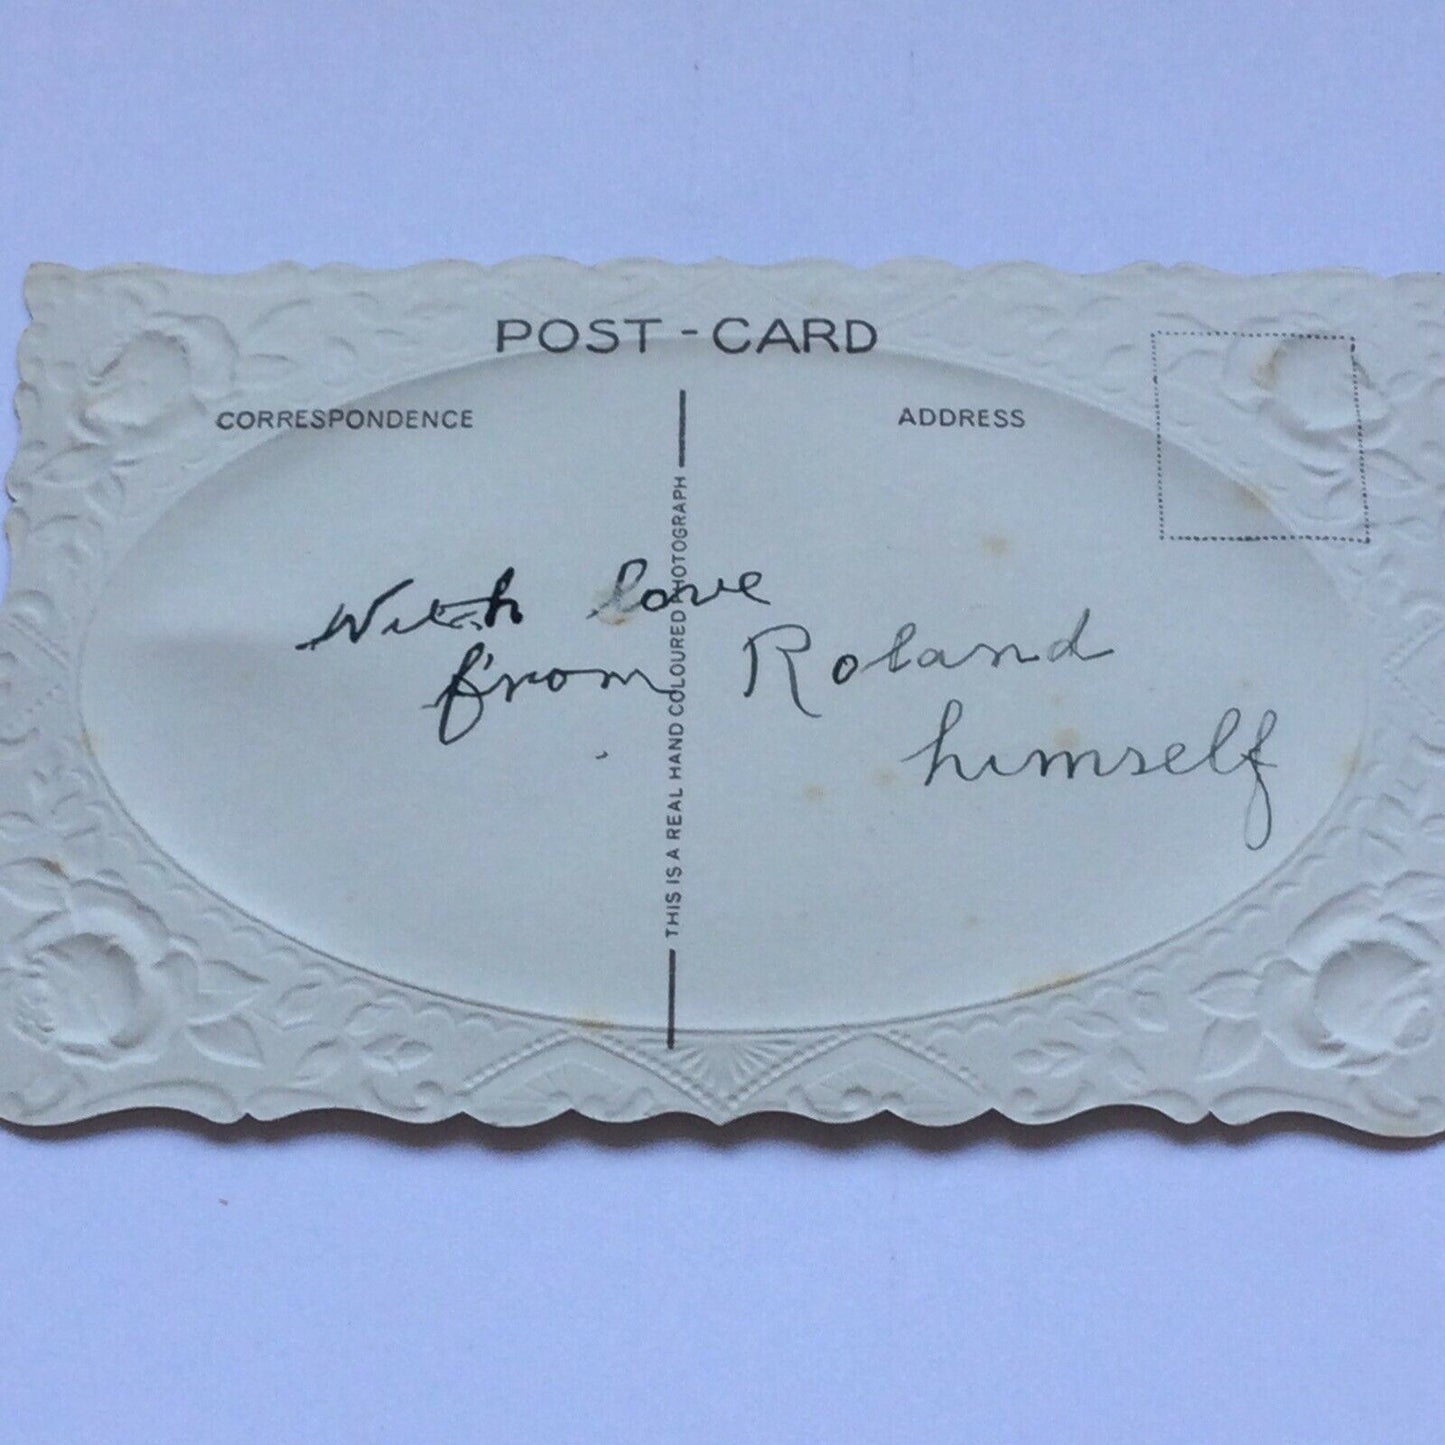 POST-CARD
CORRESPONDENCE
ADDRESS
THIS IS A REAL HAND COLOURED PHOTOGRAPH
With love
from Roland
himself